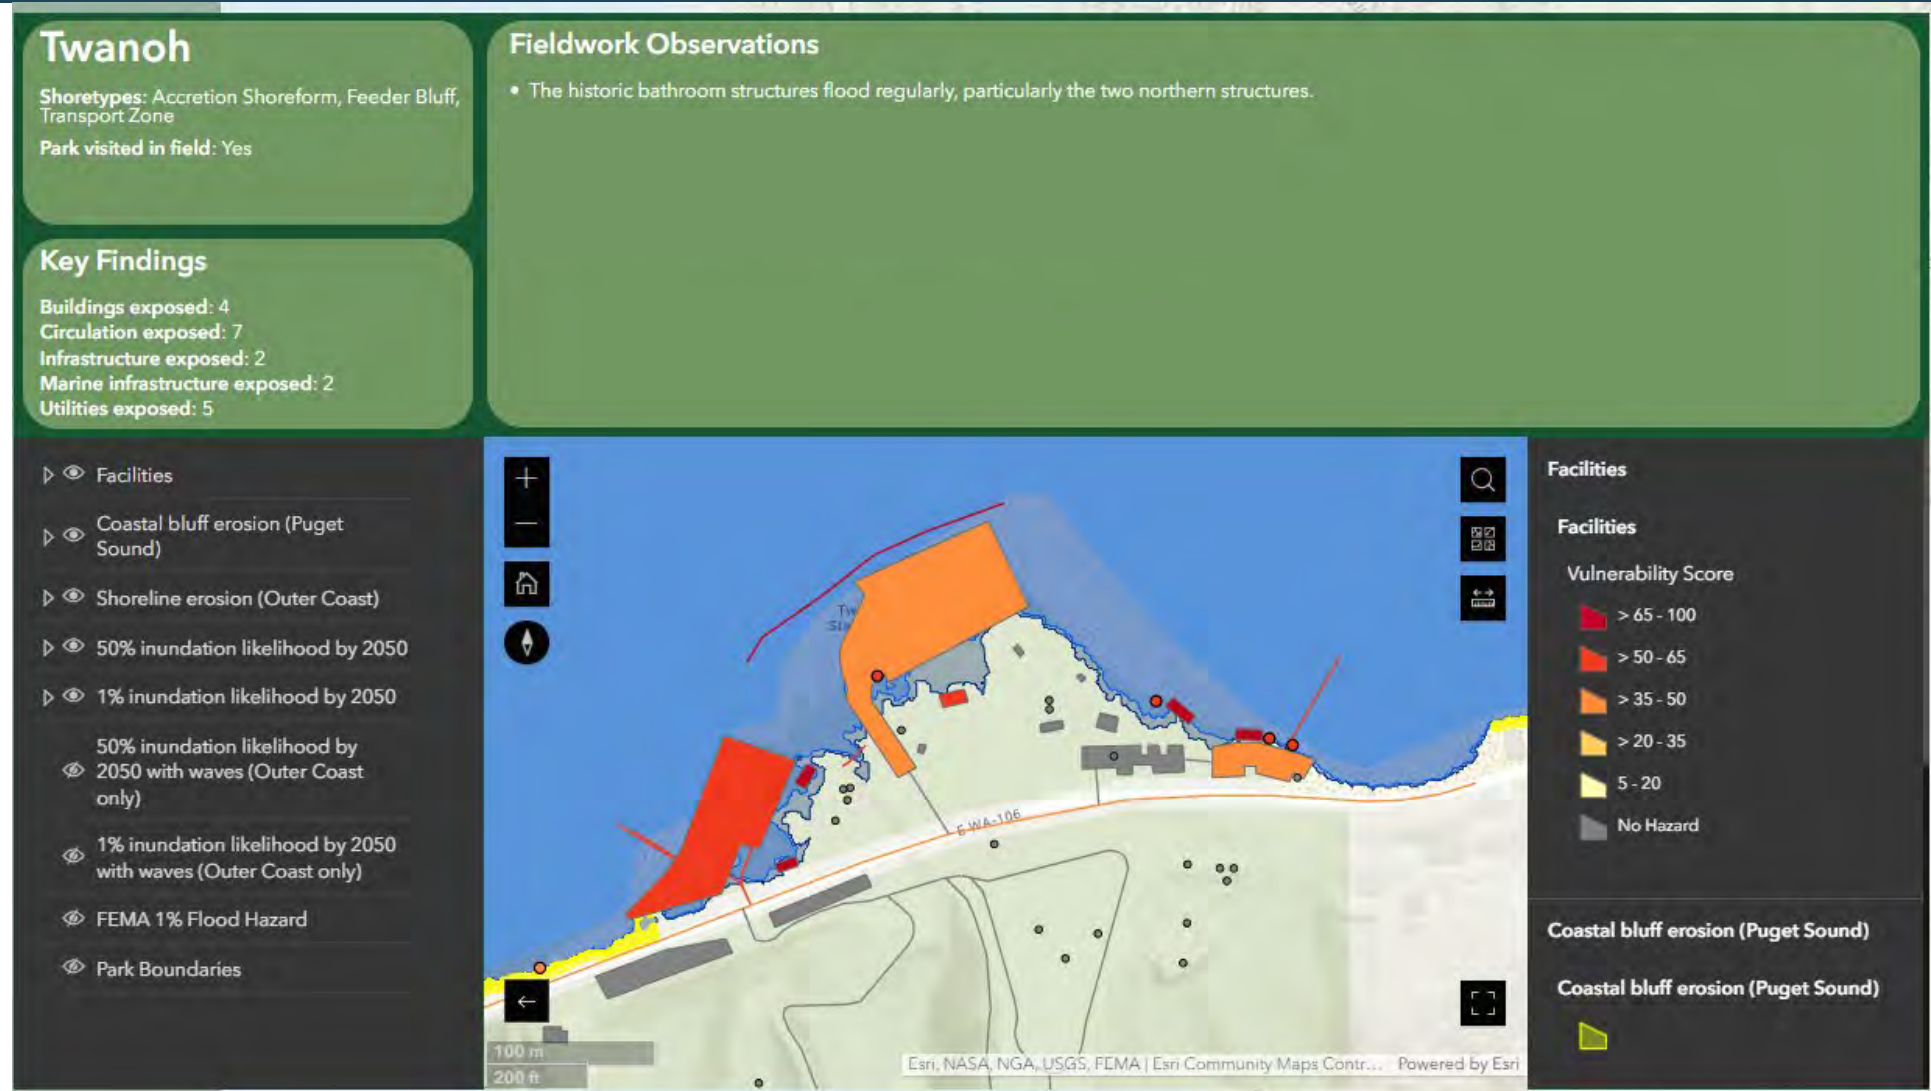 Twanoh
Shoretypes: Accretion Shoreform, Feeder Bluff,
Transport Zone
Park visited in field: Yes
Fieldwork Observations
• The historic bathroom structures flood regularly, particularly the two northern structures.
Key Findings
Buildings exposed: 4
Circulation exposed: 7
Infrastructure exposed: 2
Marine infrastructure exposed: 2
Utilities exposed: 5
Facilities
Coastal bluff erosion (Puget
Sound)
Shoreline erosion (Outer Coast)
50% inundation likelihood by 2050
1% inundation likelihood by 2050
50% inundation likelihood by
2050 with waves (Outer Coast
only)
1% inundation likelihood by 2050
with waves (Outer Coast only)
FEMA 1% Flood Hazard
Park Boundaries
E WA-106
100 m
200 ft
Esri, NASA, NGA, USGS, FEMA | Esri Community Maps Contr... Powered by Esri
Facilities
Facilities
Vulnerability Score
> 65 - 100
> 50 - 65
> 35 - 50
> 20 - 35
5 - 20
No Hazard
Coastal bluff erosion (Puget Sound)
Coastal bluff erosion (Puget Sound)